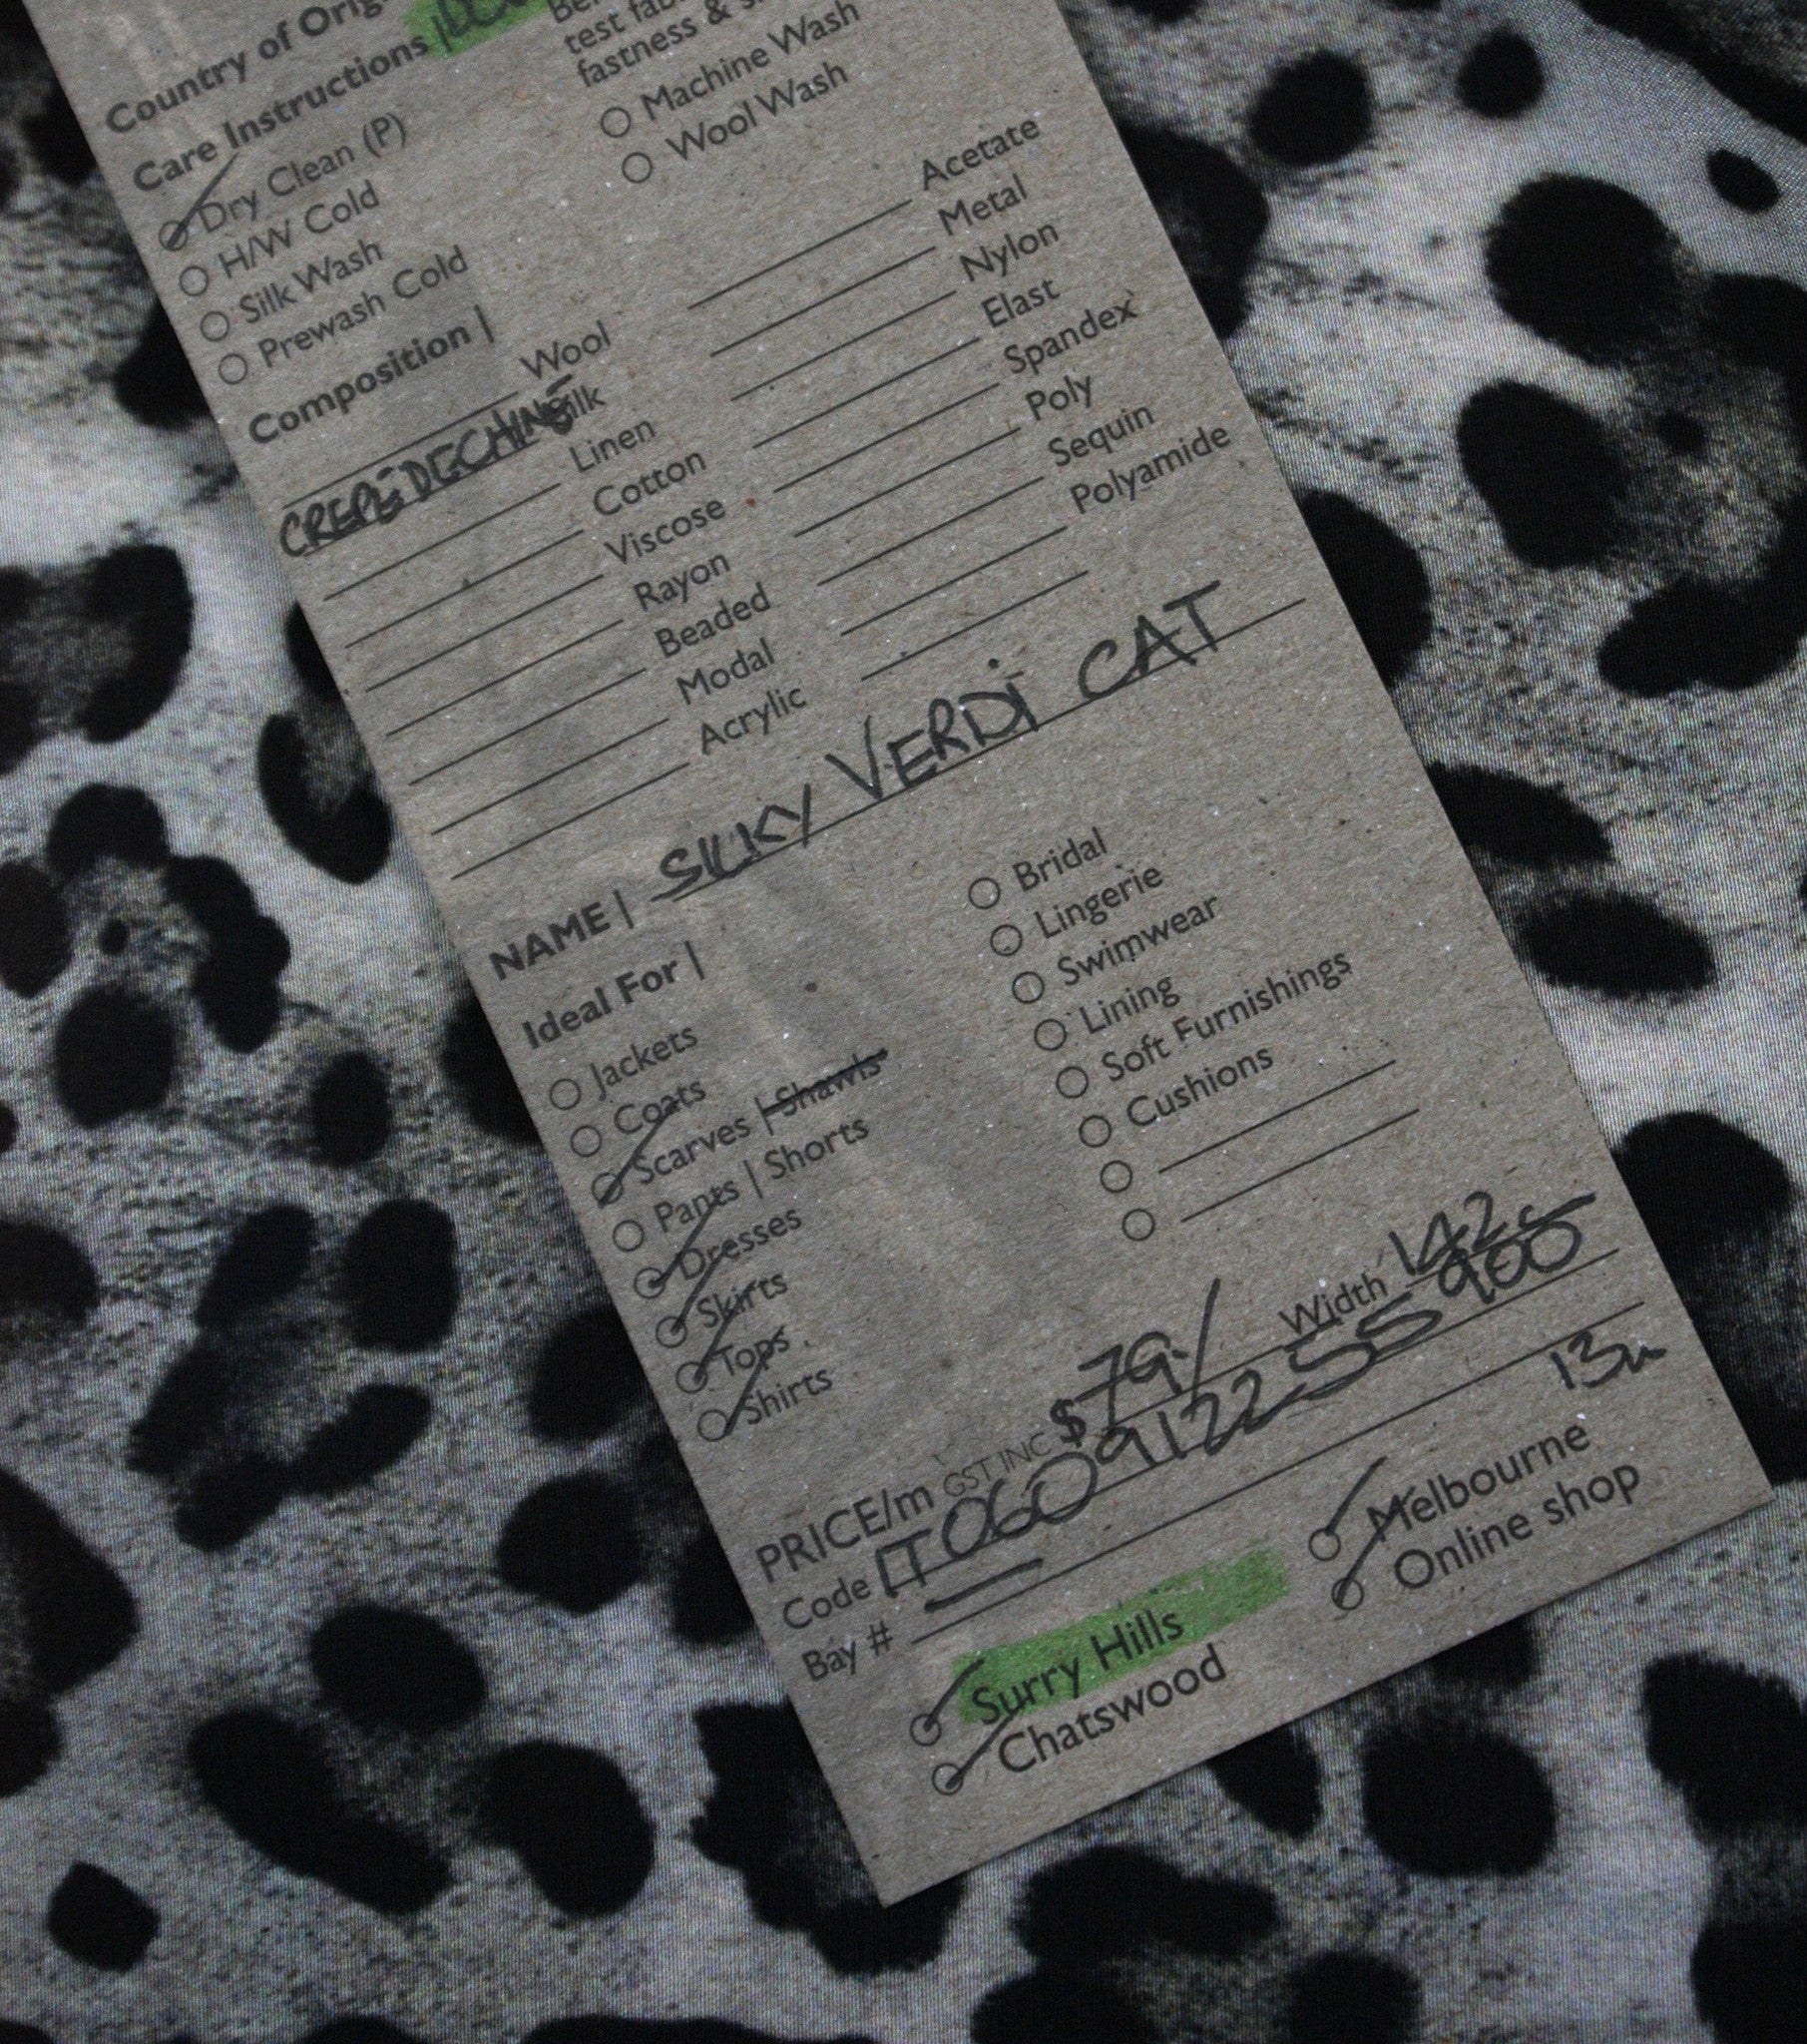 Country of Orig
Care Instructions |
test fab
fastness &
Dry Clean (P)
Machine Wash
H/W Cold
Wool Wash
Silk Wash
Prewash Cold
Composition |
Wool
Acetate
CREPE DE CHINE Silk
Metal
Linen
Nylon
Cotton
Elast
Viscose
Spandex
Rayon
Poly
Beaded
Sequin
Modal
Polyamide
Acrylic
NAME | SILKY VERDI CAT
Ideal For |
Jackets
Bridal
Coats
Lingerie
Scarves | Shawls
Swimwear
Pants | Shorts
Lining
Dresses
Soft Furnishings
Skirts
Cushions
Tops
Shirts
PRICE/m GST INC $79./ Width 142c
Code IT0609122-55900
Bay #
13m
Surry Hills
Melbourne
Chatswood
Online shop